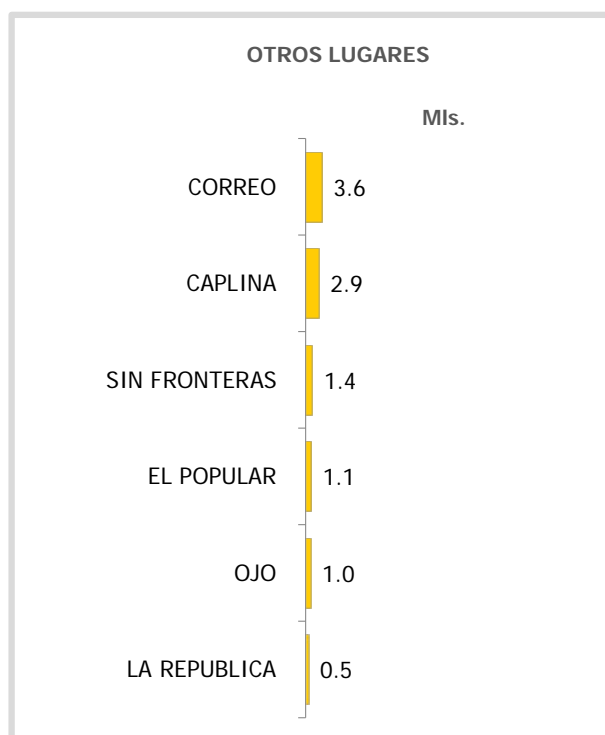 OTROS LUGARES
Mls.
CORREO 3.6
CAPLINA 2.9
SIN FRONTERAS 1.4
EL POPULAR 1.1
OJO 1.0
LA REPUBLICA 0.5